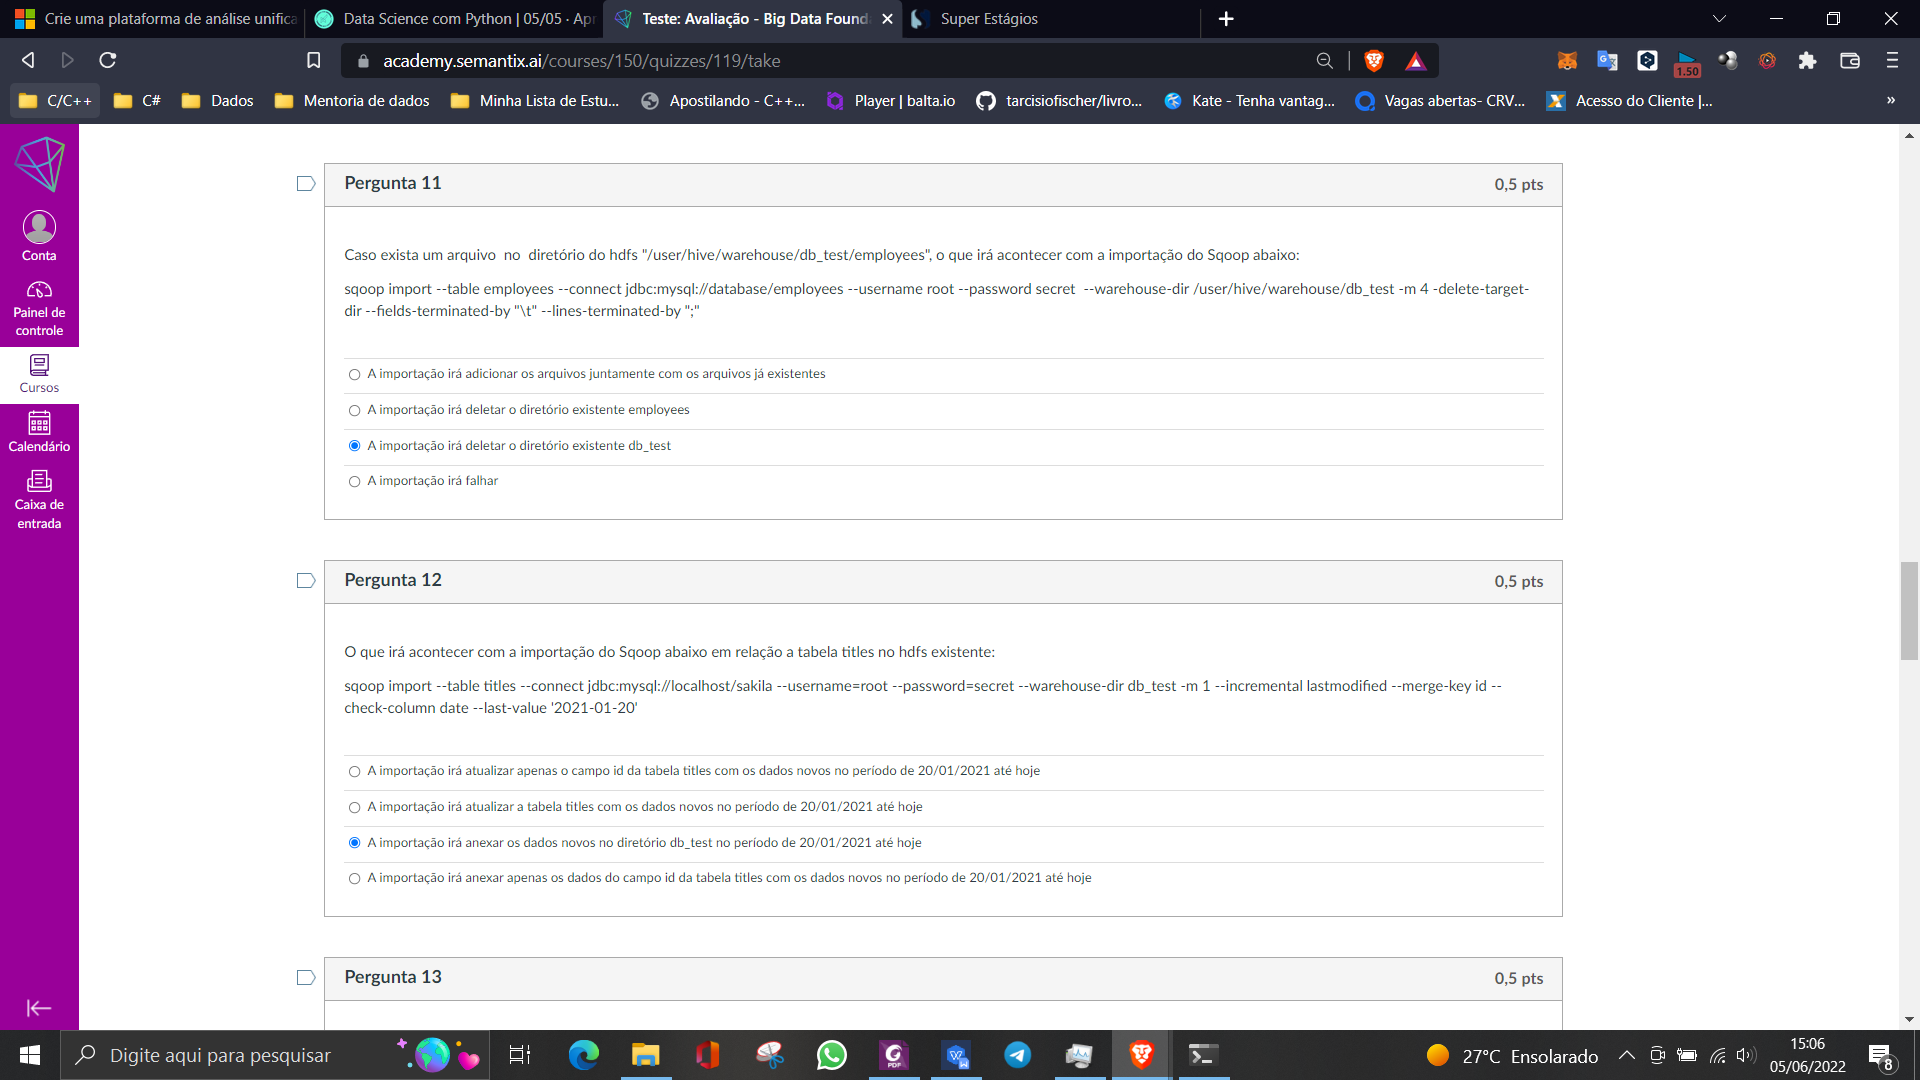 Crie uma plataforma de análise unifica
Data Science com Python | 05/05 · Apr
Teste: Avaliação - Big Data Found
Super Estágios
academy.semantix.ai/courses/150/quizzes/119/take
1.50
C/C++
C#
Dados
Mentoria de dados
Minha Lista de Estu...
Apostilando - C++...
Player | balta.io
tarcisiofischer/livro...
Kate - Tenha vantag...
Vagas abertas- CRV...
Acesso do Cliente |...
»
Conta
Painel de
controle
Cursos
Calendário
Caixa de
entrada
Pergunta 11
0,5 pts
Caso exista um arquivo  no  diretório do hdfs "/user/hive/warehouse/db_test/employees", o que irá acontecer com a importação do Sqoop abaixo:
sqoop import --table employees --connect jdbc:mysql://database/employees --username root --password secret  --warehouse-dir /user/hive/warehouse/db_test -m 4 -delete-target-
dir --fields-terminated-by "\t" --lines-terminated-by ";"
A importação irá adicionar os arquivos juntamente com os arquivos já existentes
A importação irá deletar o diretório existente employees
A importação irá deletar o diretório existente db_test
A importação irá falhar
Pergunta 12
0,5 pts
O que irá acontecer com a importação do Sqoop abaixo em relação a tabela titles no hdfs existente:
sqoop import --table titles --connect jdbc:mysql://localhost/sakila --username=root --password=secret --warehouse-dir db_test -m 1 --incremental lastmodified --merge-key id --
check-column date --last-value '2021-01-20'
A importação irá atualizar apenas o campo id da tabela titles com os dados novos no período de 20/01/2021 até hoje
A importação irá atualizar a tabela titles com os dados novos no período de 20/01/2021 até hoje
A importação irá anexar os dados novos no diretório db_test no período de 20/01/2021 até hoje
A importação irá anexar apenas os dados do campo id da tabela titles com os dados novos no período de 20/01/2021 até hoje
Pergunta 13
0,5 pts
Digite aqui para pesquisar
PDF
27°C Ensolarado
15:06
05/06/2022
8